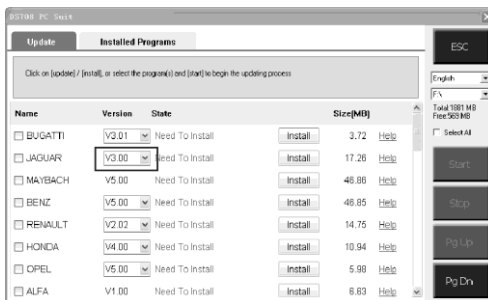 DS708 PC Suit
Update Installed Programs
ESC
Click on [update] / [install], or select the program(s) and [start] to begin the updating process
English
F:\
Total:1881 MB
Free:563 MB
Select All
Name Version State Size(MB)
BUGATTI V3.01 Need To Install Install 3.72 Help
JAGUAR V3.00 Need To Install Install 17.26 Help
MAYBACH V5.00 Need To Install Install 46.86 Help
BENZ V5.00 Need To Install Install 46.85 Help
RENAULT V2.02 Need To Install Install 14.75 Help
HONDA V4.00 Need To Install Install 10.94 Help
OPEL V5.00 Need To Install Install 5.98 Help
ALFA V1.00 Need To Install Install 6.63 Help
Start
Stop
Pg Up
Pg Dn